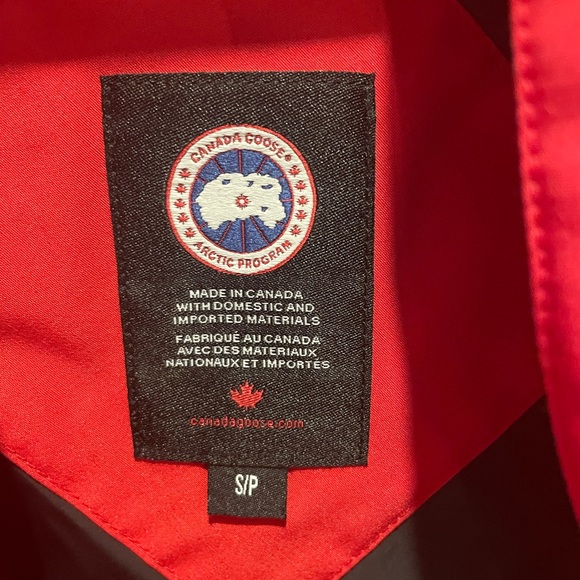 CANADA GOOSE®
ARCTIC PROGRAM
MADE IN CANADA
WITH DOMESTIC AND
IMPORTED MATERIALS
FABRIQUÉ AU CANADA
AVEC DES MATERIAUX
NATIONAUX ET IMPORTÉS
canadagoose.com
S/P